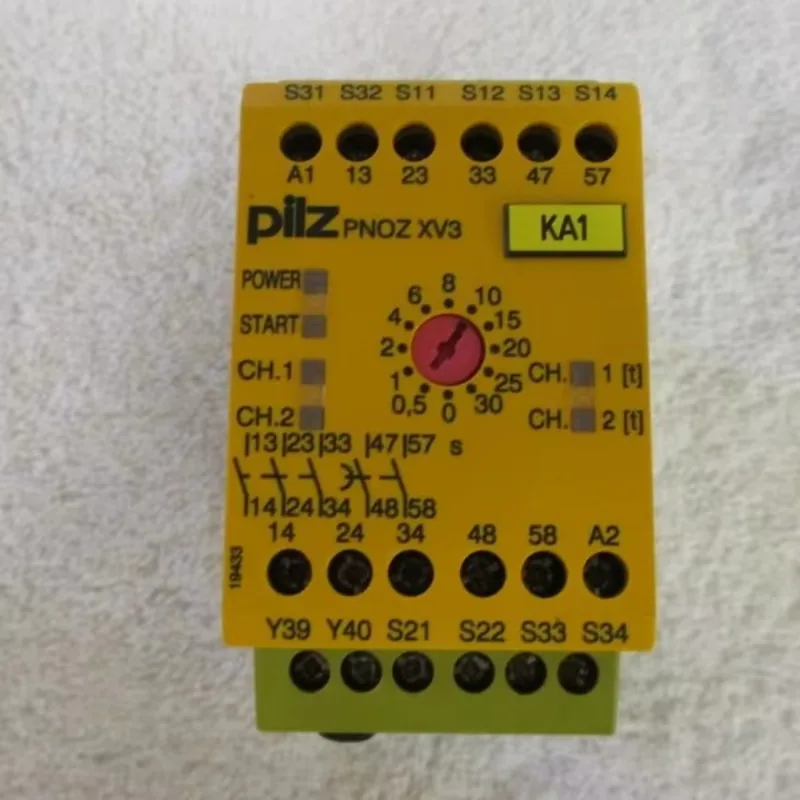 S31 S32 S11 S12 S13 S14
A1 13 23 33 47 57
pilz PNOZ XV3
KA1
POWER
START
CH.1
CH.2
8
6 10
4 15
2 20
1 25
0,5 30
0
CH. 1 [t]
CH. 2 [t]
13 23 33 47 57 s
14 24 34 48 58
14 24 34 48 58 A2
19433
Y39 Y40 S21 S22 S33 S34